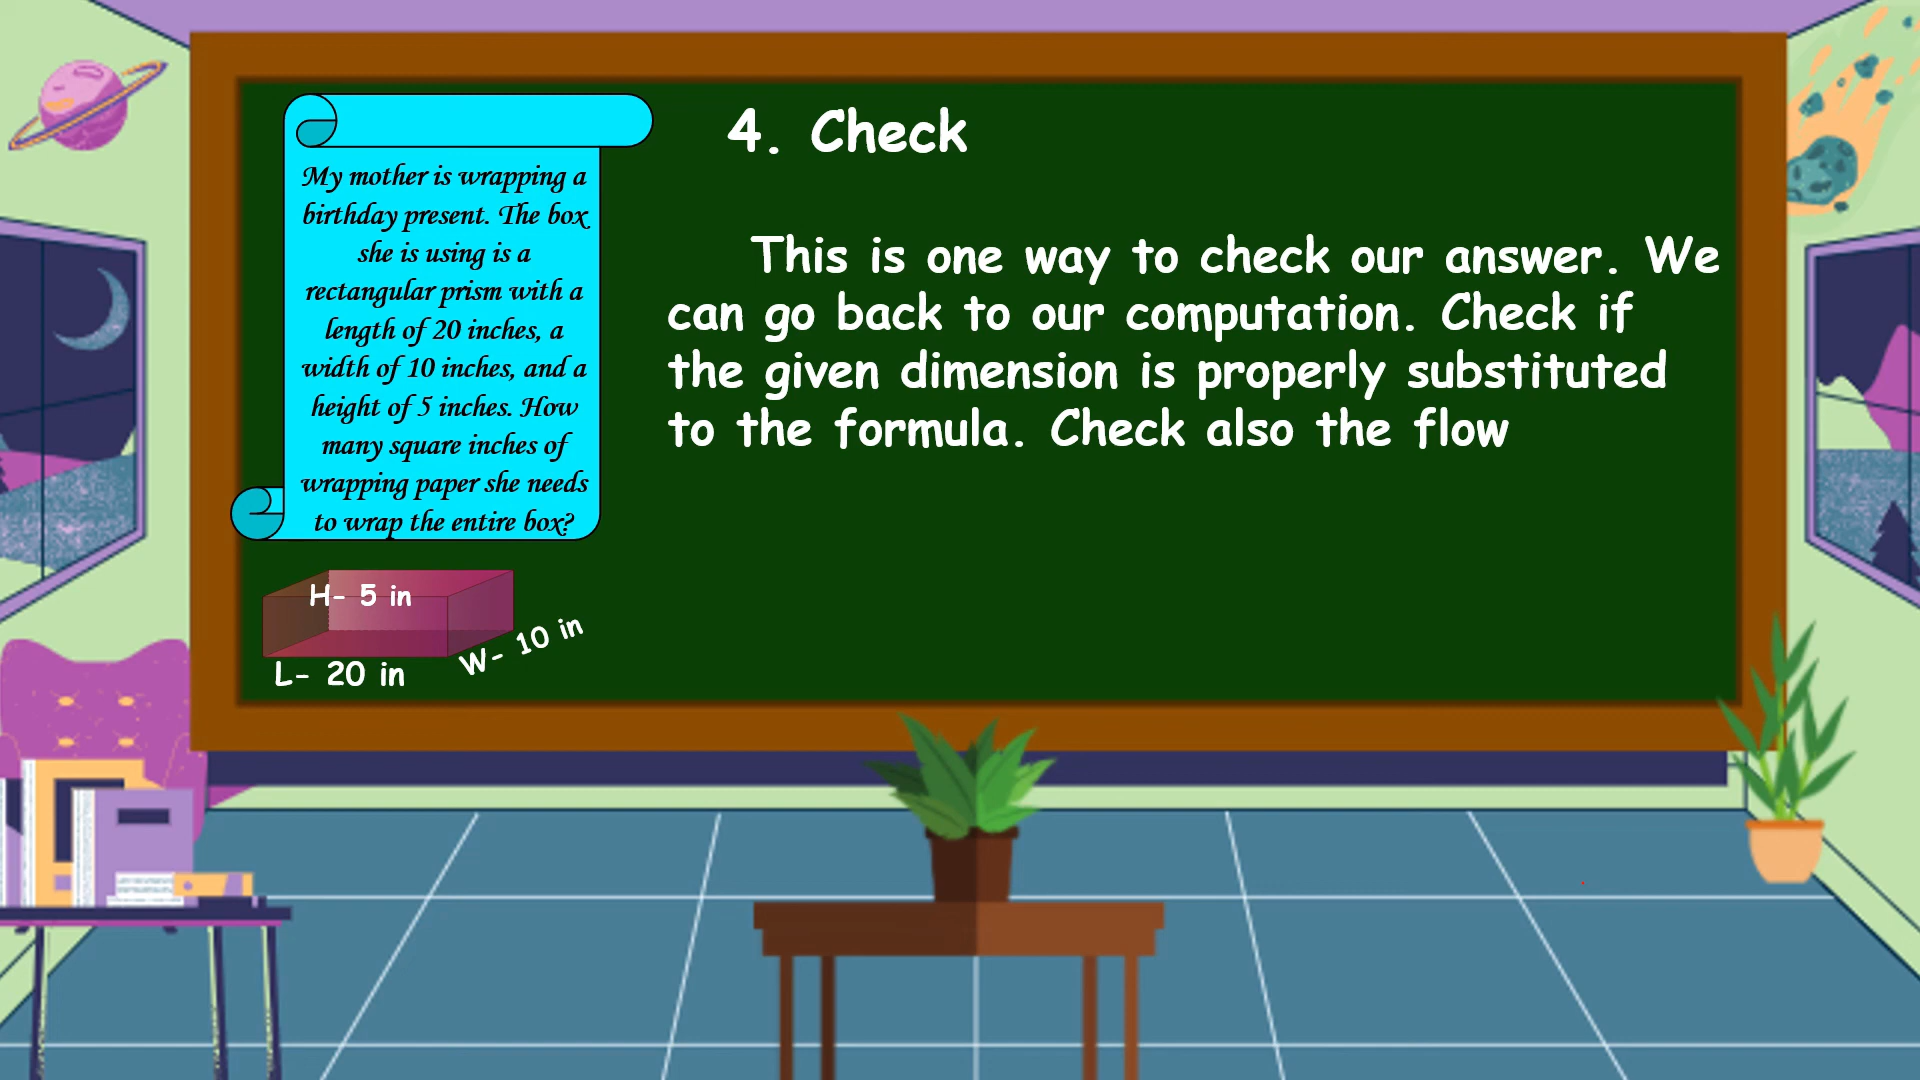 My mother is wrapping a
birthday present. The box
she is using is a
rectangular prism with a
length of 20 inches, a
width of 10 inches, and a
height of 5 inches. How
many square inches of
wrapping paper she needs
to wrap the entire box?
H- 5 in
W- 10 in
L- 20 in
4. Check
This is one way to check our answer. We
can go back to our computation. Check if
the given dimension is properly substituted
to the formula. Check also the flow